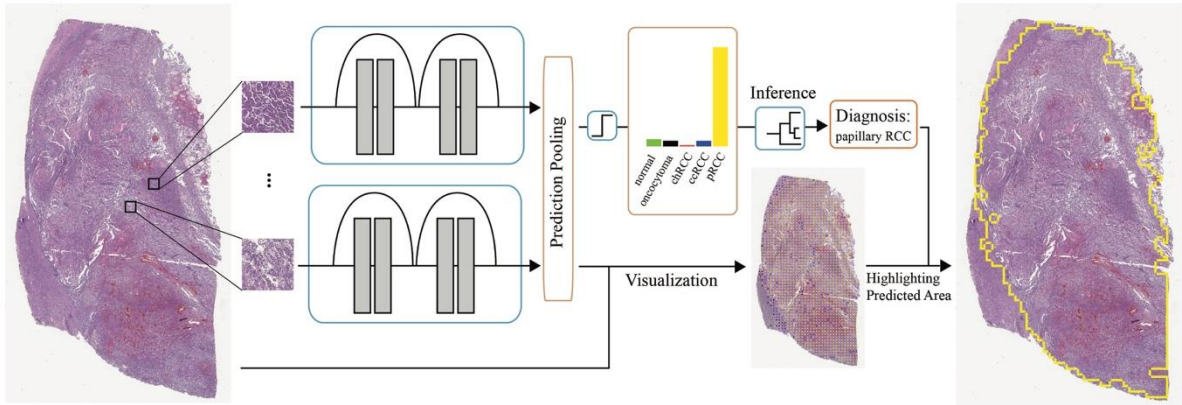 Prediction Pooling
normal
oncocytoma
chRCC
ccRCC
pRCC
Inference
Diagnosis:
papillary RCC
Visualization
Highlighting
Predicted Area